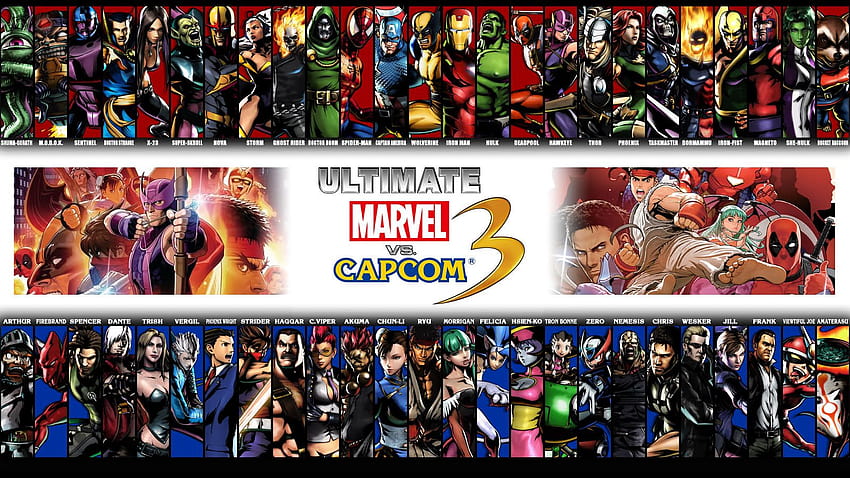 SHUMA-GORATH M.O.D.O.K. SENTINEL DOCTOR STRANGE X-23 SUPER-SKRULL NOVA STORM GHOST RIDER DOCTOR DOOM SPIDER-MAN CAPTAIN AMERICA WOLVERINE IRON MAN HULK DEADPOOL HAWKEYE THOR PHOENIX TASKMASTER DORMAMMU IRON-FIST MAGNETO SHE-HULK ROCKET RACCOON
ULTIMATE
MARVEL
VS.
CAPCOM® 3
ARTHUR FIREBRAND SPENCER DANTE TRISH VERGIL PHOENIX WRIGHT STRIDER HAGGAR C.VIPER AKUMA CHUN-LI RYU MORRIGAN FELICIA HSIEN-KO TRON BONNE ZERO NEMESIS CHRIS WESKER JILL FRANK VIEWTIFUL JOE AMATERASU